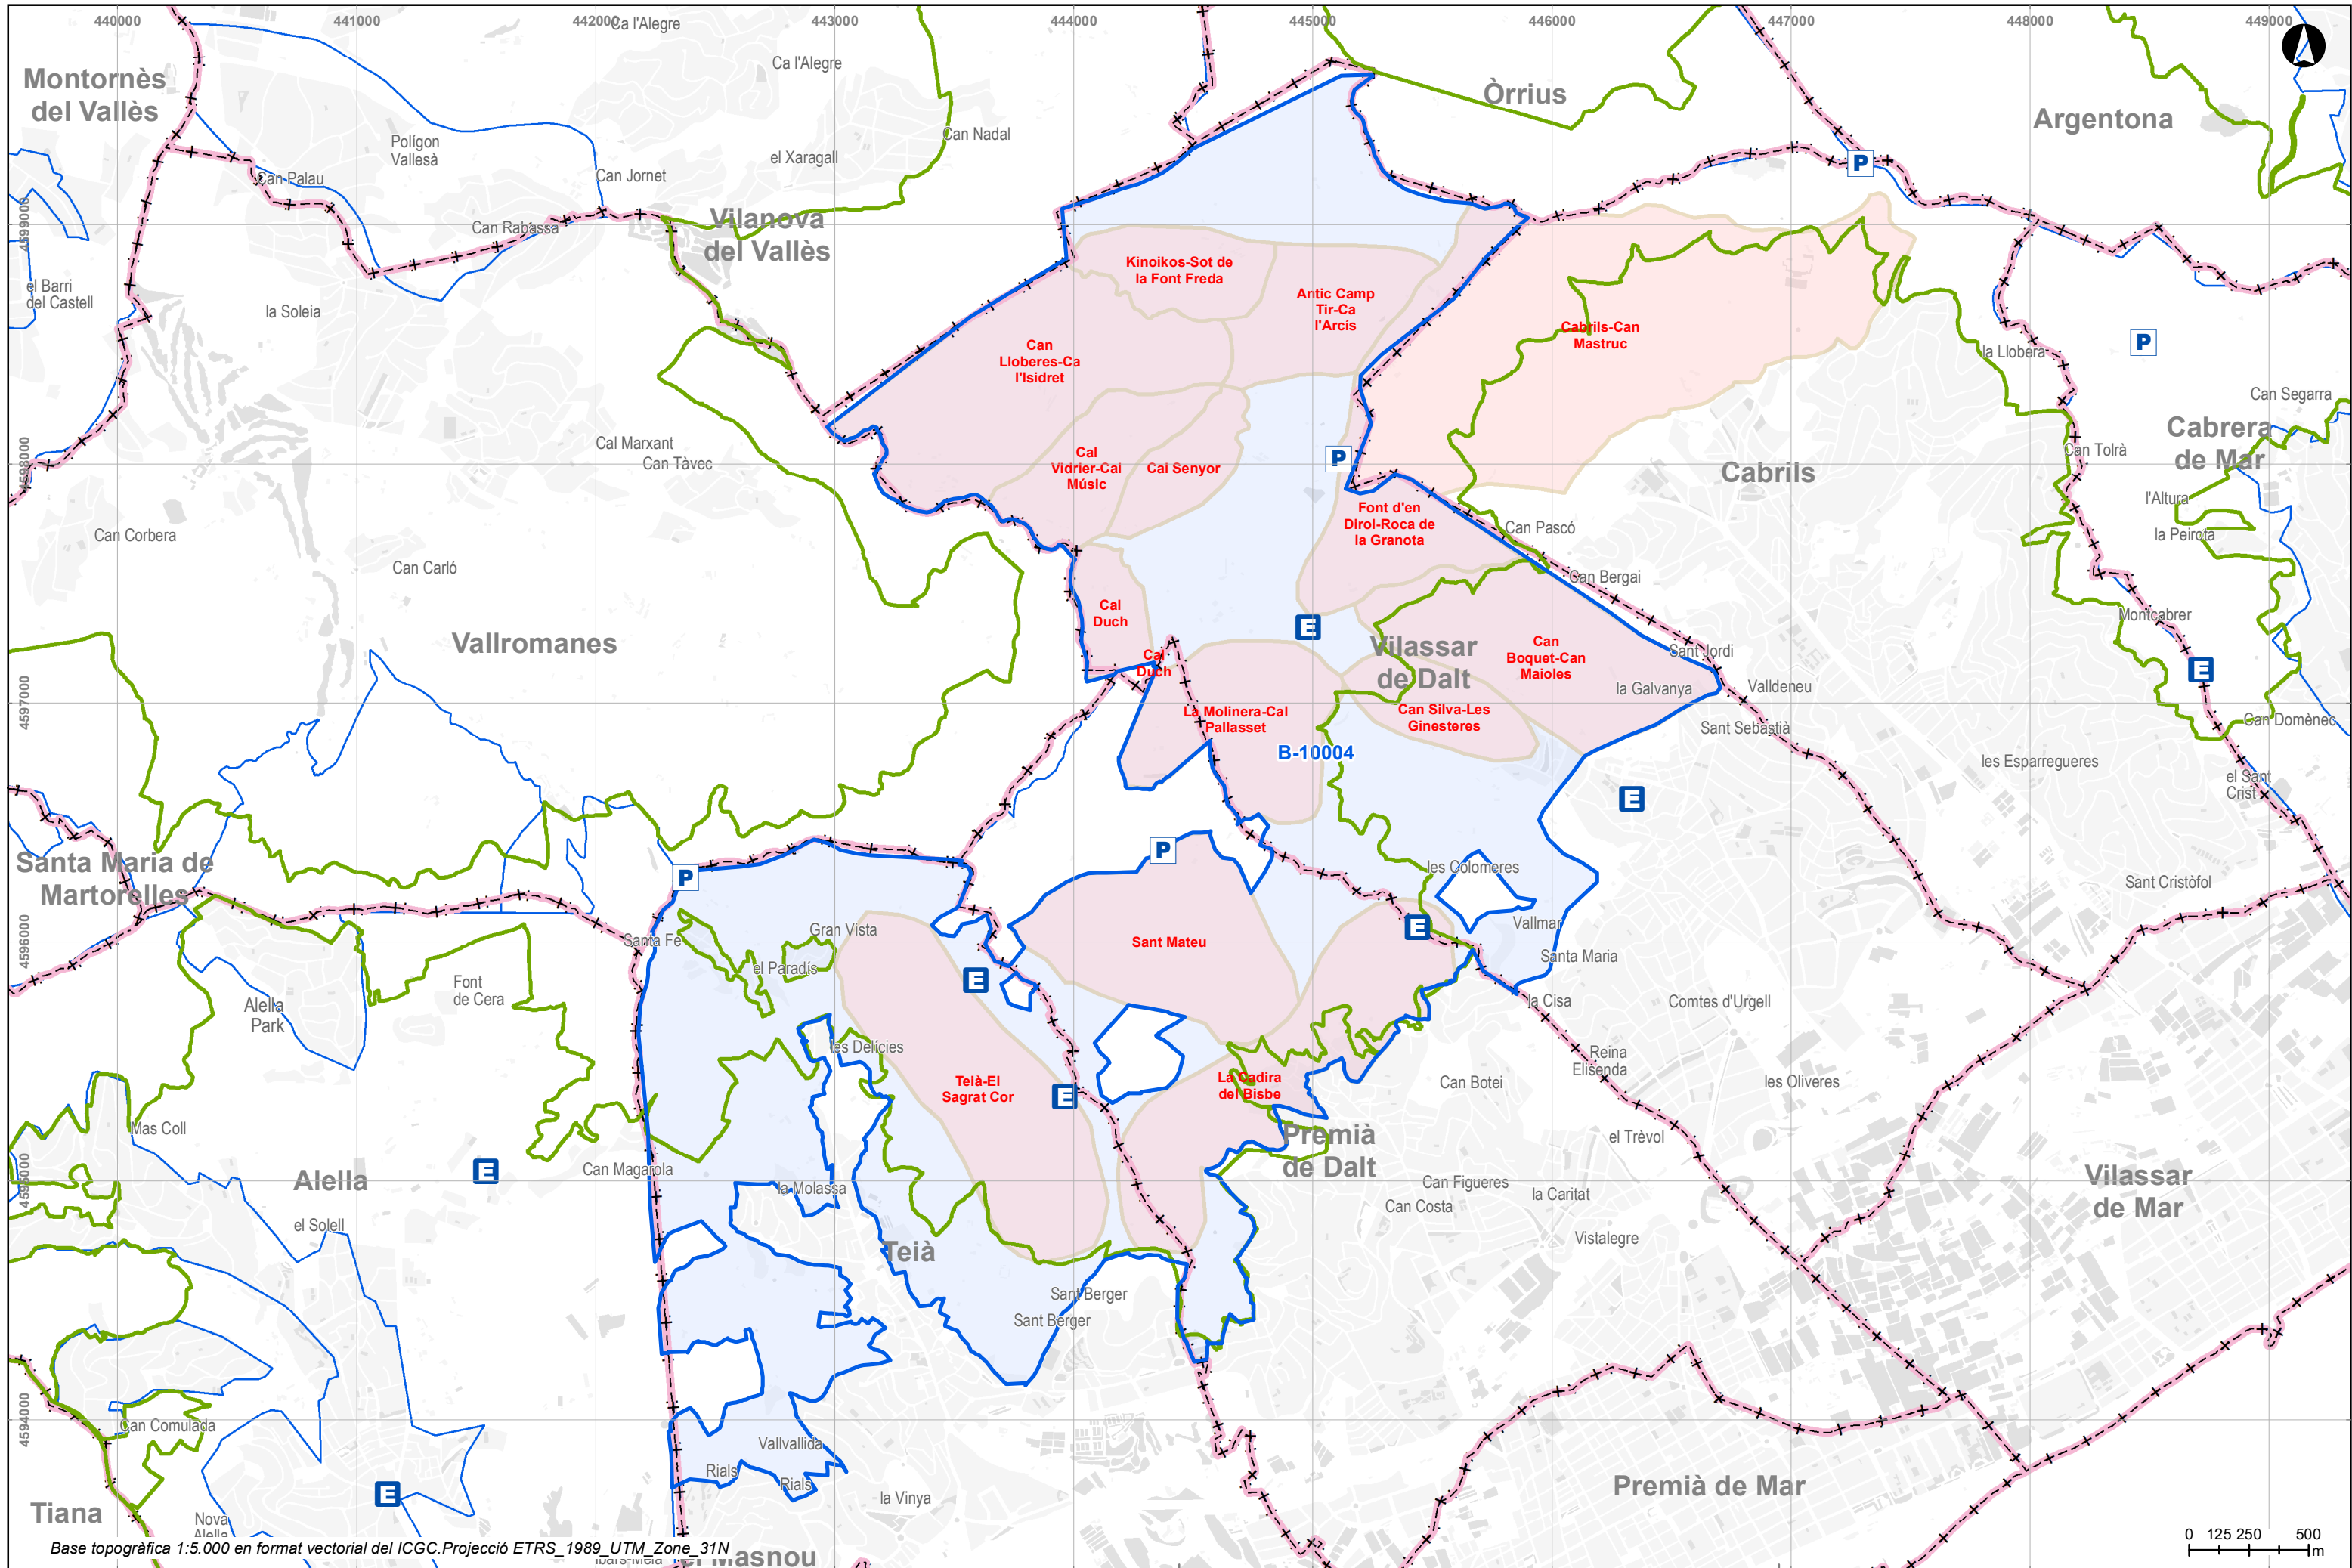 440000
441000
442000
443000
444000
445000
446000
447000
448000
449000
Ca l'Alegre
Ca l'Alegre
Montornès
del Vallès
Òrrius
Argentona
Can Nadal
Polígon
Vallesà
el Xaragall
P
Can Palau
Can Jornet
4599000
Can Rabassa
Vilanova
del Vallès
Kinoikos-Sot de
la Font Freda
el Barri
del Castell
la Soleia
Antic Camp
Tir-Ca
l'Arcís
Cabrils-Can
Mastruc
P
la Llobera
Can
Lloberes-Ca
l'Isidret
Can Segarra
Cabrera
de Mar
Cal Marxant
Can Tàvec
4598000
Cal
Vidrier-Cal
Músic
Cal Senyor
P
Cabrils
Can Tolrà
l'Altura
la Peirota
Can Corbera
Font d'en
Dirol-Roca de
la Granota
Can Pascó
Can Carló
Can Bergai
Cal
Duch
E
Montcabrer
Vallromanes
Vilassar
de Dalt
Can
Boquet-Can
Maioles
Sant Jordi
Cal
Duch
E
la Galvanya
Valldeneu
4597000
La Molinera-Cal
Pallasset
Can Silva-Les
Ginesteres
Sant Sebastià
Can Domènec
B-10004
les Esparregueres
el Sant
Crist
E
Santa Maria de
Martorelles
P
P
les Colomeres
Sant Cristòfol
Gran Vista
E
Vallmar
4596000
Santa Fe
Sant Mateu
Santa Maria
el Paradís
E
Font
de Cera
Alella
Park
la Cisa
Comtes d'Urgell
les Delícies
Reina
Elisenda
Teià-El
Sagrat Cor
E
La Cadira
del Bisbe
Can Botei
les Oliveres
Mas Coll
Premià
de Dalt
el Trèvol
4595000
Alella
E
Can Magarola
la Molassa
Can Figueres
la Caritat
Can Costa
Vilassar
de Mar
el Solell
Teià
Vistalegre
Sant Berger
Sant Berger
4594000
Can Comulada
Vallvallida
Rials
Rials
la Vinya
E
Premià de Mar
Tiana
Nova
Alella
0 125 250 500
m
Base topogràfica 1:5.000 en format vectorial del ICGC.Projecció ETRS_1989_UTM_Zone_31N
el Masnou